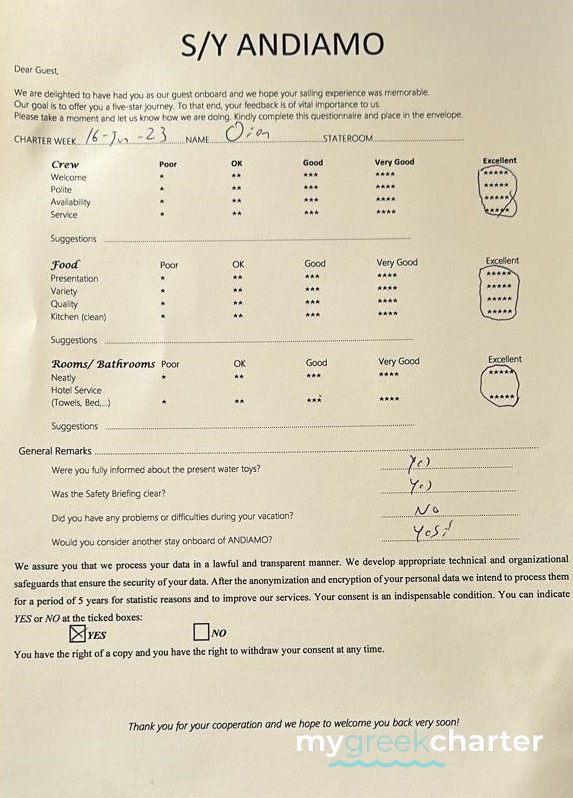 S/Y ANDIAMO
Dear Guest,
We are delighted to have had you as our guest onboard and we hope your sailing experience was memorable.
Our goal is to offer you a five-star journey. To that end, your feedback is of vital importance to us.
Please take a moment and let us know how we are doing. Kindly complete this questionnaire and place in the envelope.
CHARTER WEEK 16-Jun-23 NAME STATEROOM
Crew Poor OK Good Very Good Excellent
Welcome * ** *** **** *****
Polite * ** *** **** *****
Availability * ** *** **** *****
Service * ** *** **** *****
Suggestions
Food Poor OK Good Very Good Excellent
Presentation * ** *** **** *****
Variety * ** *** **** *****
Quality * ** *** **** *****
Kitchen (clean) * ** *** **** *****
Suggestions
Rooms/ Bathrooms Poor OK Good Very Good Excellent
Neatly * ** *** **** *****
Hotel Service
(Towels, Bed,...) * ** *** **** *****
Suggestions
General Remarks
Were you fully informed about the present water toys? Yes
Was the Safety Briefing clear? Yes
Did you have any problems or difficulties during your vacation? No
Would you consider another stay onboard of ANDIAMO? Yes!
We assure you that we process your data in a lawful and transparent manner. We develop appropriate technical and organizational
safeguards that ensure the security of your data. After the anonymization and encryption of your personal data we intend to process them
for a period of 5 years for statistic reasons and to improve our services. Your consent is an indispensable condition. You can indicate
YES or NO at the ticked boxes:
YES NO
You have the right of a copy and you have the right to withdraw your consent at any time.
Thank you for your cooperation and we hope to welcome you back very soon!
mygreekcharter